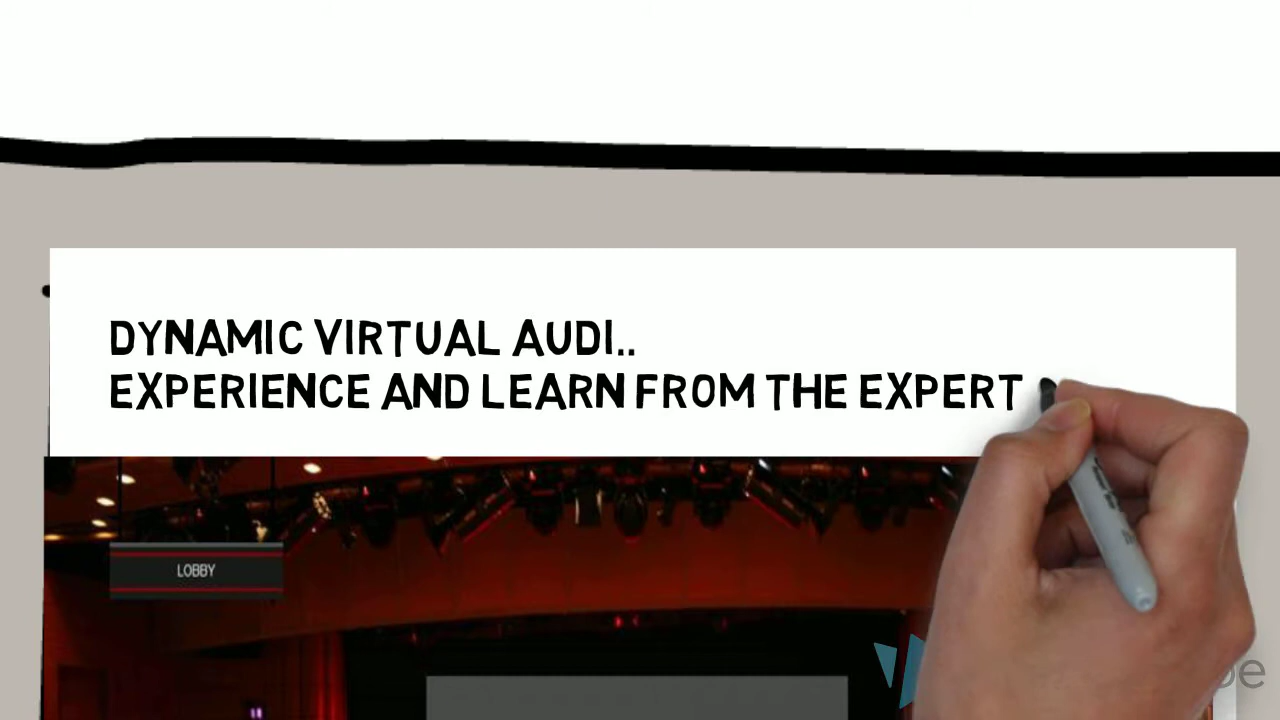 DYNAMIC VIRTUAL AUDI..
EXPERIENCE AND LEARN FROM THE EXPERT
LOBBY